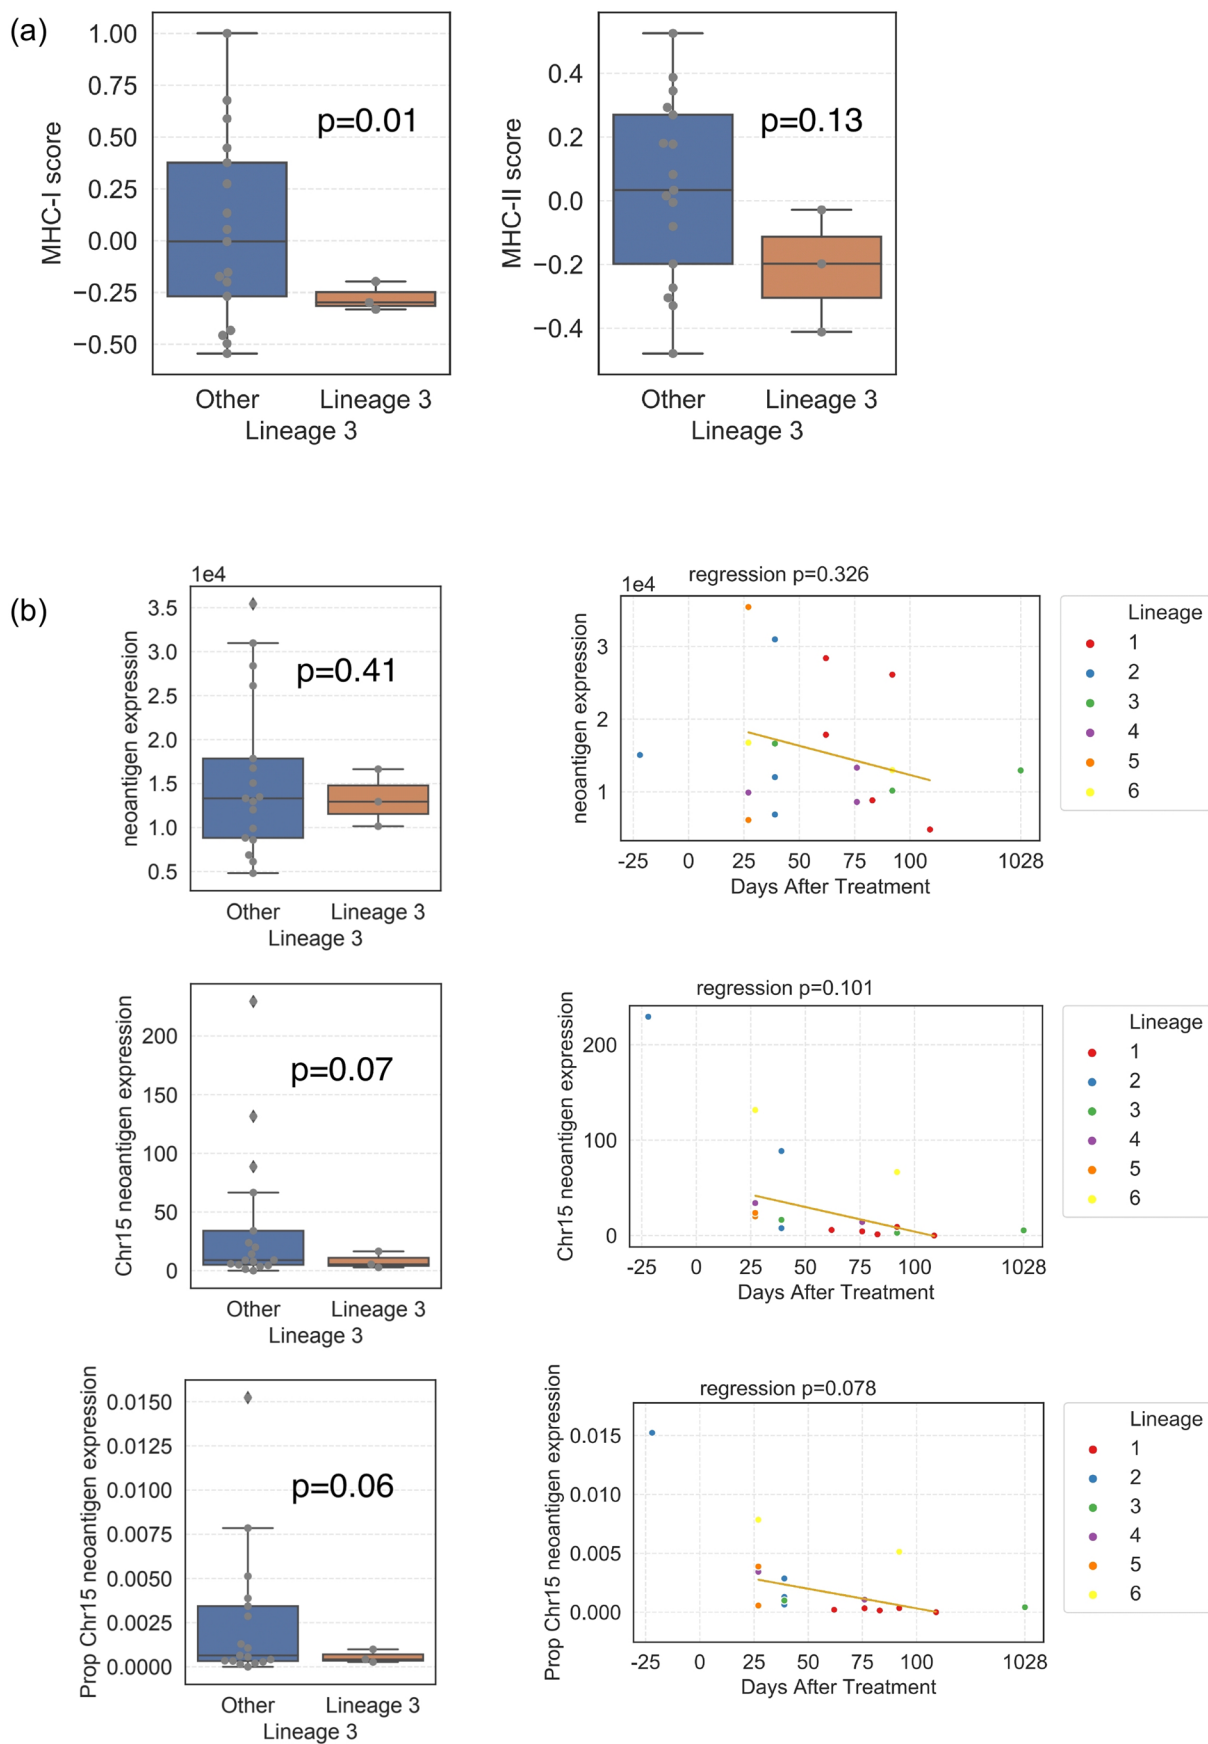 (a)
MHC-I score
1.00
0.75
0.50
0.25
0.00
−0.25
−0.50
p=0.01
Other
Lineage 3
Lineage 3
MHC-II score
0.4
0.2
0.0
−0.2
−0.4
p=0.13
Other
Lineage 3
Lineage 3
(b)
1e4
neoantigen expression
3.5
3.0
2.5
2.0
1.5
1.0
0.5
p=0.41
Other
Lineage 3
Lineage 3
regression p=0.326
1e4
neoantigen expression
3
2
1
-25
0
25
50
75
100
1028
Days After Treatment
Lineage
1
2
3
4
5
6
Chr15 neoantigen expression
200
150
100
50
0
p=0.07
Other
Lineage 3
Lineage 3
regression p=0.101
Chr15 neoantigen expression
200
100
0
-25
0
25
50
75
100
1028
Days After Treatment
Lineage
1
2
3
4
5
6
Prop Chr15 neoantigen expression
0.0150
0.0125
0.0100
0.0075
0.0050
0.0025
0.0000
p=0.06
Other
Lineage 3
Lineage 3
regression p=0.078
Prop Chr15 neoantigen expression
0.015
0.010
0.005
0.000
-25
0
25
50
75
100
1028
Days After Treatment
Lineage
1
2
3
4
5
6